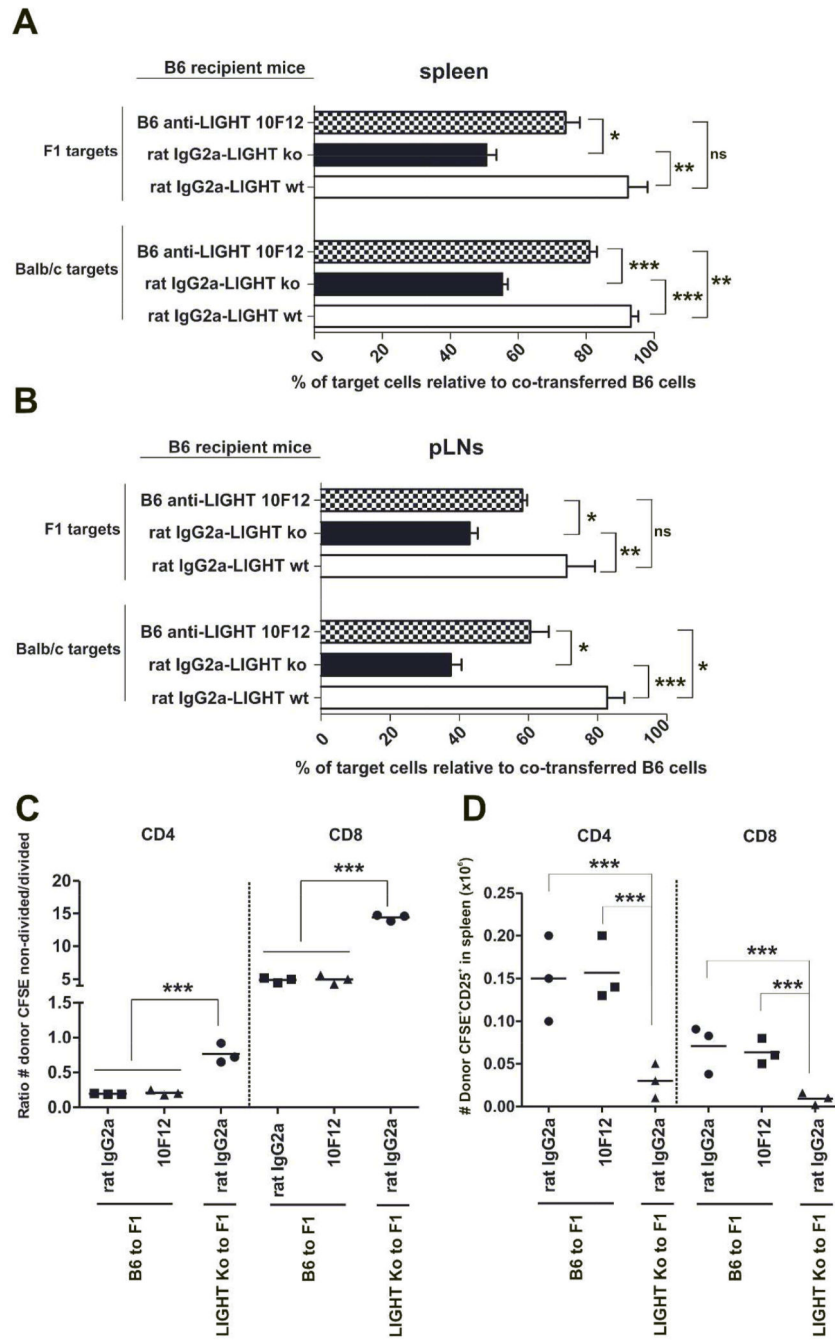 A
B6 recipient mice
spleen
F1 targets
B6 anti-LIGHT 10F12
rat IgG2a-LIGHT ko
rat IgG2a-LIGHT wt
*
**
ns
Balb/c targets
B6 anti-LIGHT 10F12
rat IgG2a-LIGHT ko
rat IgG2a-LIGHT wt
***
***
**
0 20 40 60 80 100
% of target cells relative to co-transferred B6 cells
B
B6 recipient mice
pLNs
F1 targets
B6 anti-LIGHT 10F12
rat IgG2a-LIGHT ko
rat IgG2a-LIGHT wt
*
**
ns
Balb/c targets
B6 anti-LIGHT 10F12
rat IgG2a-LIGHT ko
rat IgG2a-LIGHT wt
*
***
*
0 20 40 60 80 100
% of target cells relative to co-transferred B6 cells
C
CD4 CD8
Ratio # donor CFSE non-divided/divided
20
15
10
5
1.0
0.5
0.0
***
***
rat IgG2a
10F12
rat IgG2a
rat IgG2a
10F12
rat IgG2a
B6 to F1
LIGHT Ko to F1
B6 to F1
LIGHT Ko to F1
D
CD4 CD8
# Donor CFSE⁺CD25⁺ in spleen (x10⁶)
0.25
0.20
0.15
0.10
0.05
0.00
***
***
***
***
rat IgG2a
10F12
rat IgG2a
rat IgG2a
10F12
rat IgG2a
B6 to F1
LIGHT Ko to F1
B6 to F1
LIGHT Ko to F1